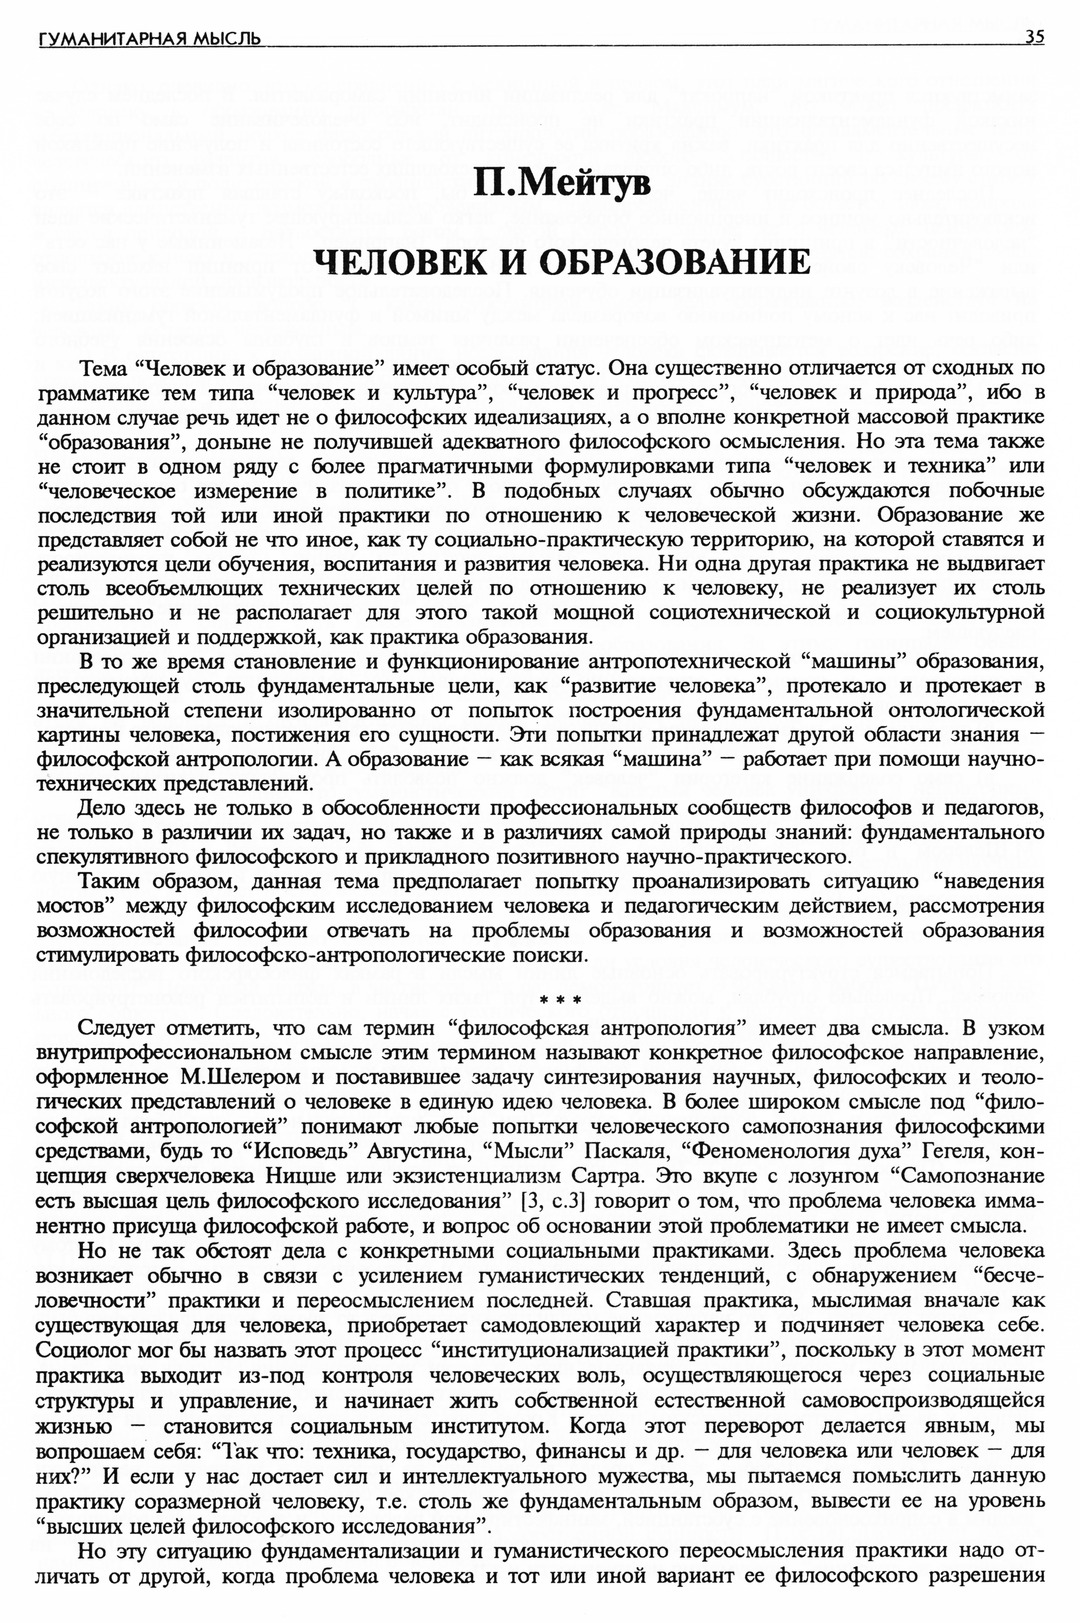 ГУМАНИТАРНАЯ МЫСЛЬ 35
П.Мейтув
ЧЕЛОВЕК И ОБРАЗОВАНИЕ
Тема “Человек и образование” имеет особый статус. Она существенно отличается от сходных по
грамматике тем типа “человек и культура”, “человек и прогресс”, “человек и природа”, ибо в
данном случае речь идет не о философских идеализациях, а о вполне конкретной массовой практике
“образования”, доныне не получившей адекватного философского осмысления. Но эта тема также
не стоит в одном ряду с более прагматичными формулировками типа “человек и техника” или
“человеческое измерение в политике”. В подобных случаях обычно обсуждаются побочные
последствия той или иной практики по отношению к человеческой жизни. Образование же
представляет собой не что иное, как ту социально-практическую территорию, на которой ставятся и
реализуются цели обучения, воспитания и развития человека. Ни одна другая практика не выдвигает
столь всеобъемлющих технических целей по отношению к человеку, не реализует их столь
решительно и не располагает для этого такой мощной социотехнической и социокультурной
организацией и поддержкой, как практика образования.
В то же время становление и функционирование антропотехнической “машины” образования,
преследующей столь фундаментальные цели, как “развитие человека”, протекало и протекает в
значительной степени изолированно от попыток построения фундаментальной онтологической
картины человека, постижения его сущности. Эти попытки принадлежат другой области знания —
философской антропологии. А образование — как всякая “машина” — работает при помощи научно-
технических представлений.
Дело здесь не только в обособленности профессиональных сообществ философов и педагогов,
не только в различии их задач, но также и в различиях самой природы знаний: фундаментального
спекулятивного философского и прикладного позитивного научно-практического.
Таким образом, данная тема предполагает попытку проанализировать ситуацию “наведения
мостов” между философским исследованием человека и педагогическим действием, рассмотрения
возможностей философии отвечать на проблемы образования и возможностей образования
стимулировать философско-антропологические поиски.
* * *
Следует отметить, что сам термин “философская антропология” имеет два смысла. В узком
внутрипрофессиональном смысле этим термином называют конкретное философское направление,
оформленное М.Шелером и поставившее задачу синтезирования научных, философских и теоло-
гических представлений о человеке в единую идею человека. В более широком смысле под “фило-
софской антропологией” понимают любые попытки человеческого самопознания философскими
средствами, будь то “Исповедь” Августина, “Мысли” Паскаля, “Феноменология духа” Гегеля, кон-
цепция сверхчеловека Ницше или экзистенциализм Сартра. Это вкупе с лозунгом “Самопознание
есть высшая цель философского исследования” [3, с.3] говорит о том, что проблема человека имма-
нентно присуща философской работе, и вопрос об основании этой проблематики не имеет смысла.
Но не так обстоят дела с конкретными социальными практиками. Здесь проблема человека
возникает обычно в связи с усилением гуманистических тенденций, с обнаружением “бесче-
ловечности” практики и переосмыслением последней. Ставшая практика, мыслимая вначале как
существующая для человека, приобретает самодовлеющий характер и подчиняет человека себе.
Социолог мог бы назвать этот процесс “институционализацией практики”, поскольку в этот момент
практика выходит из-под контроля человеческих воль, осуществляющегося через социальные
структуры и управление, и начинает жить собственной естественной самовоспроизводящейся
жизнью — становится социальным институтом. Когда этот переворот делается явным, мы
вопрошаем себя: “Так что: техника, государство, финансы и др. — для человека или человек — для
них?” И если у нас достает сил и интеллектуального мужества, мы пытаемся помыслить данную
практику соразмерной человеку, т.е. столь же фундаментальным образом, вывести ее на уровень
“высших целей философского исследования”.
Но эту ситуацию фундаментализации и гуманистического переосмысления практики надо от-
личать от другой, когда проблема человека и тот или иной вариант ее философского разрешения